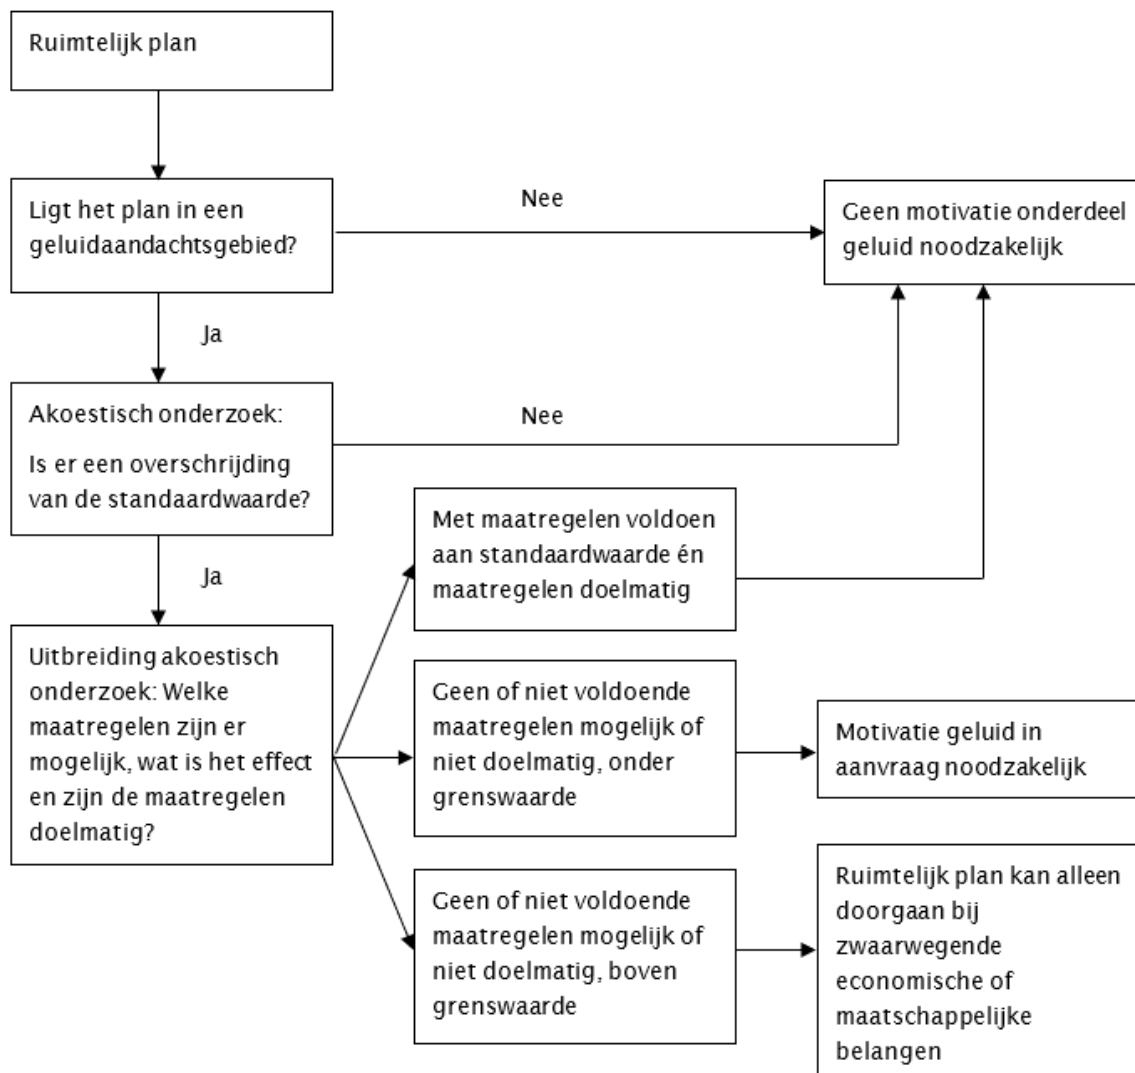 Ruimtelijk plan
Ligt het plan in een
geluidaandachtsgebied?
Nee
Geen motivatie onderdeel
geluid noodzakelijk
Ja
Akoestisch onderzoek:
Is er een overschrijding
van de standaardwaarde?
Nee
Ja
Met maatregelen voldoen
aan standaardwaarde én
maatregelen doelmatig
Uitbreiding akoestisch
onderzoek: Welke
maatregelen zijn er
mogelijk, wat is het effect
en zijn de maatregelen
doelmatig?
Geen of niet voldoende
maatregelen mogelijk of
niet doelmatig, onder
grenswaarde
Motivatie geluid in
aanvraag noodzakelijk
Geen of niet voldoende
maatregelen mogelijk of
niet doelmatig, boven
grenswaarde
Ruimtelijk plan kan alleen
doorgaan bij
zwaarwegende
economische of
maatschappelijke
belangen